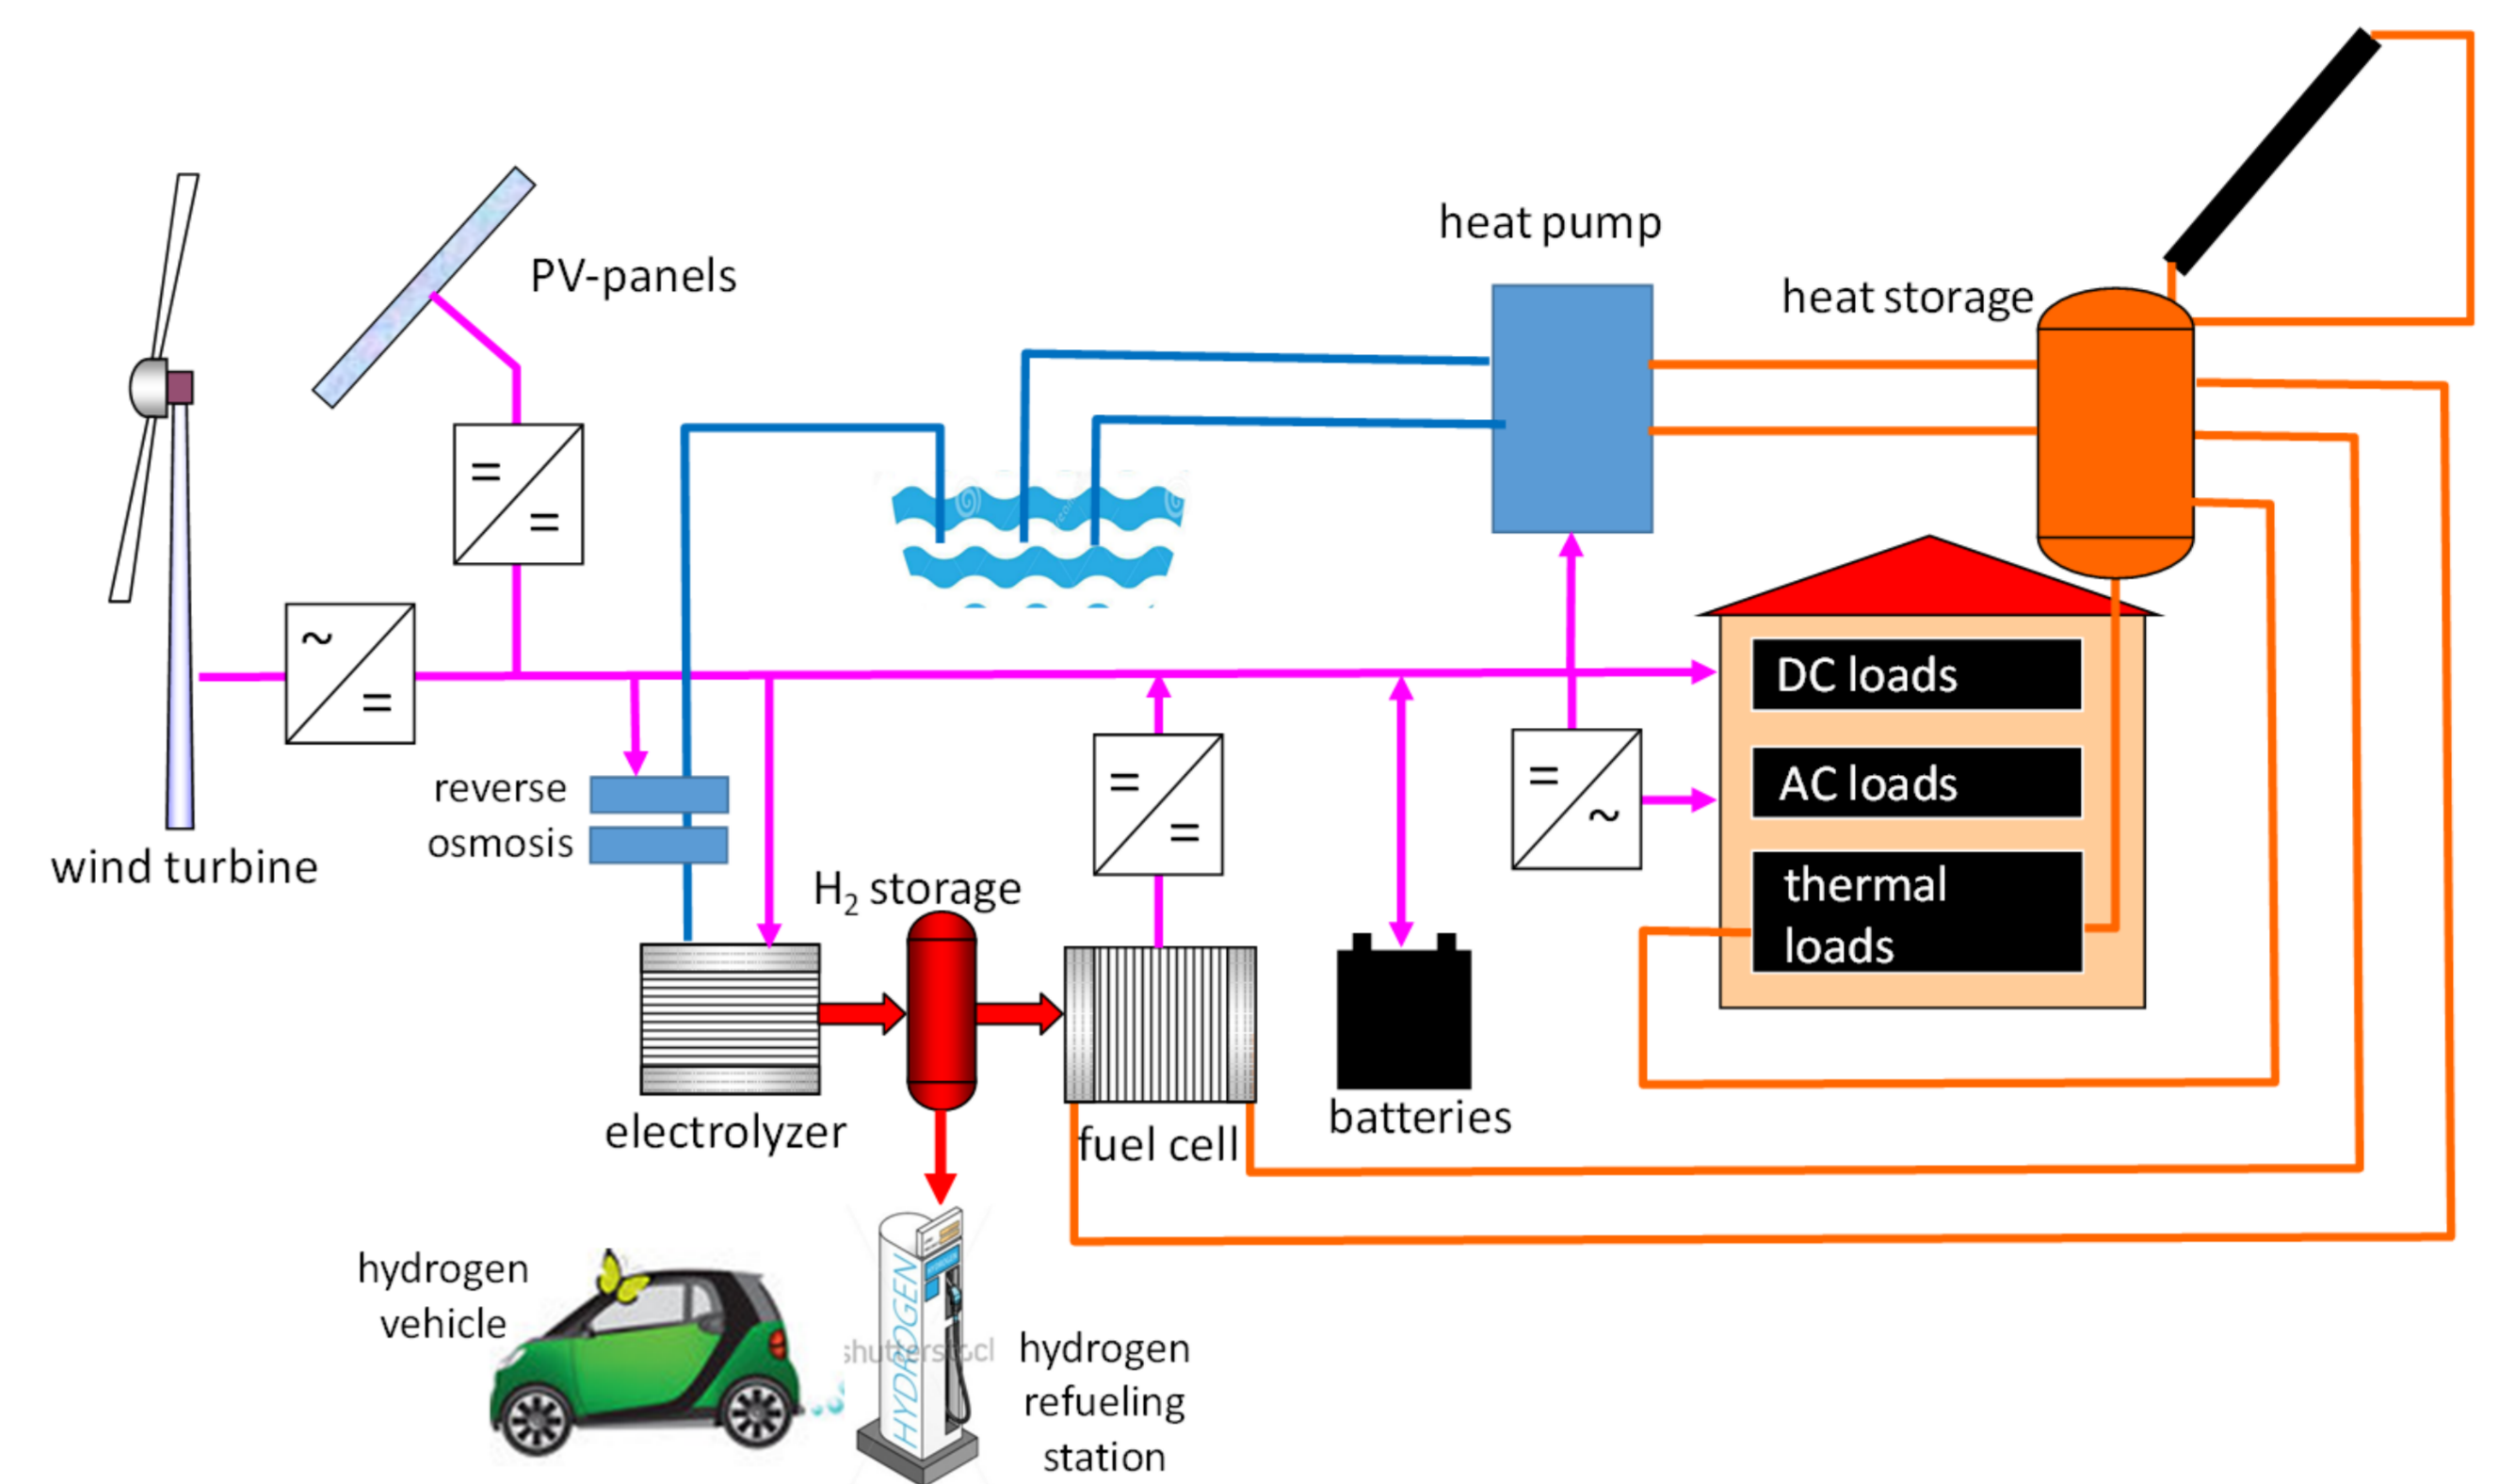 heat pump
PV-panels
heat storage
=
=
~
=
DC loads
=
=
=
~
AC loads
reverse
osmosis
wind turbine
H₂ storage
thermal
loads
electrolyzer
fuel cell
batteries
hydrogen
vehicle
HYDROGEN
shutterstocl
hydrogen
refueling
station